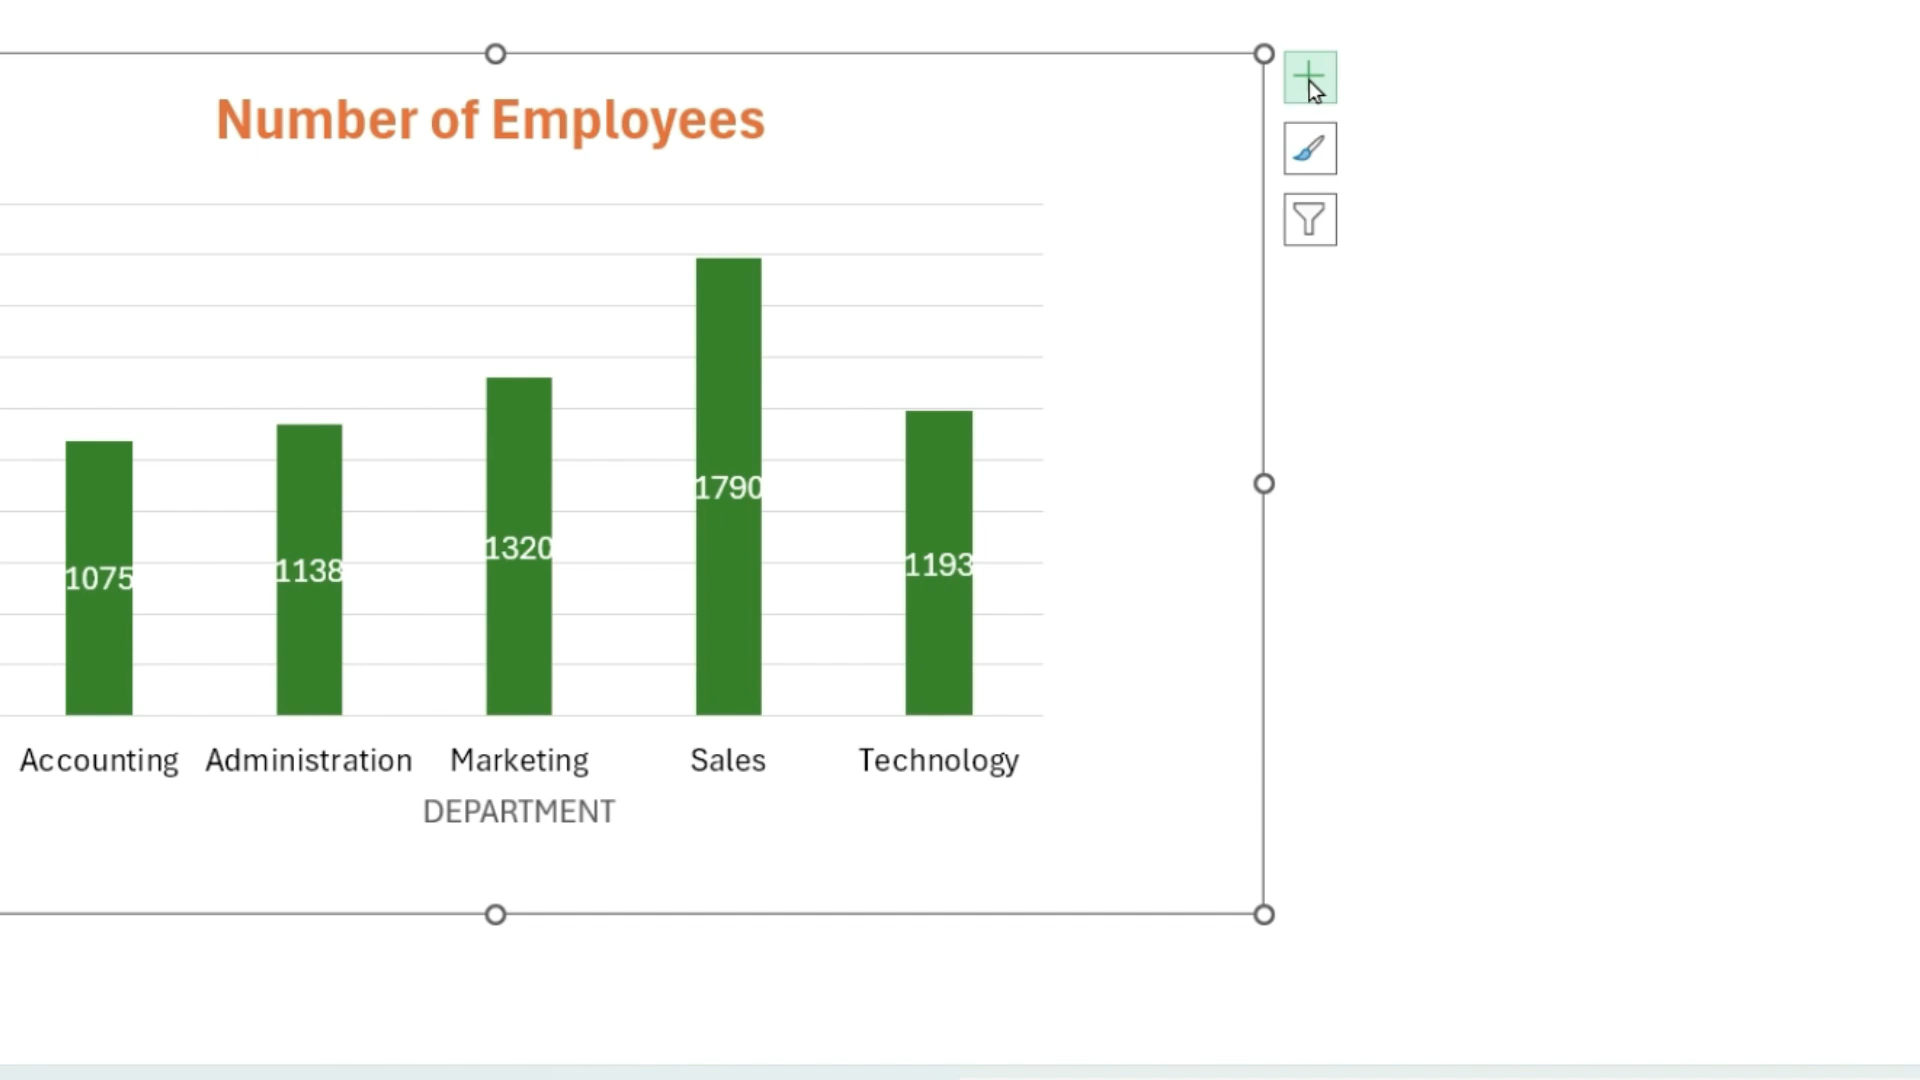 Number of Employees
1790
1320
1193
1138
1075
Accounting Administration Marketing Sales Technology
DEPARTMENT